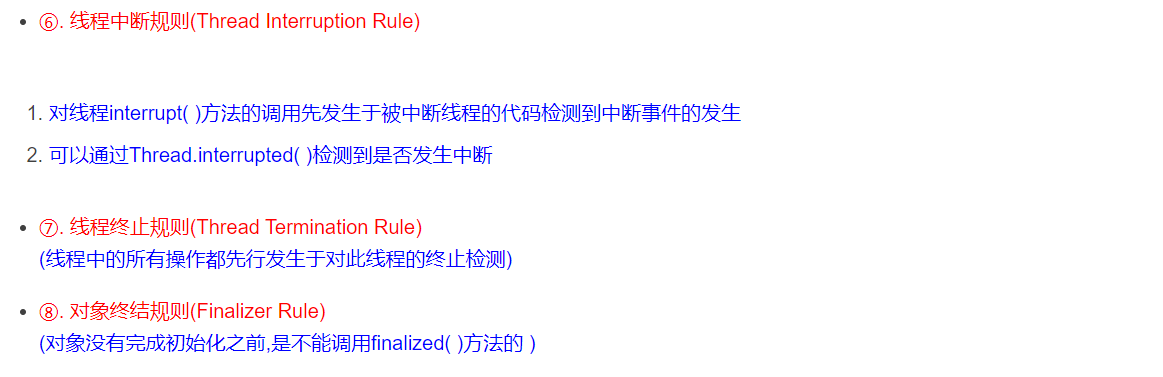 ⑥. 线程中断规则(Thread Interruption Rule)
1. 对线程interrupt( )方法的调用先发生于被中断线程的代码检测到中断事件的发生
2. 可以通过Thread.interrupted( )检测到是否发生中断
⑦. 线程终止规则(Thread Termination Rule)
(线程中的所有操作都先行发生于对此线程的终止检测)
⑧. 对象终结规则(Finalizer Rule)
(对象没有完成初始化之前,是不能调用finalized( )方法的 )